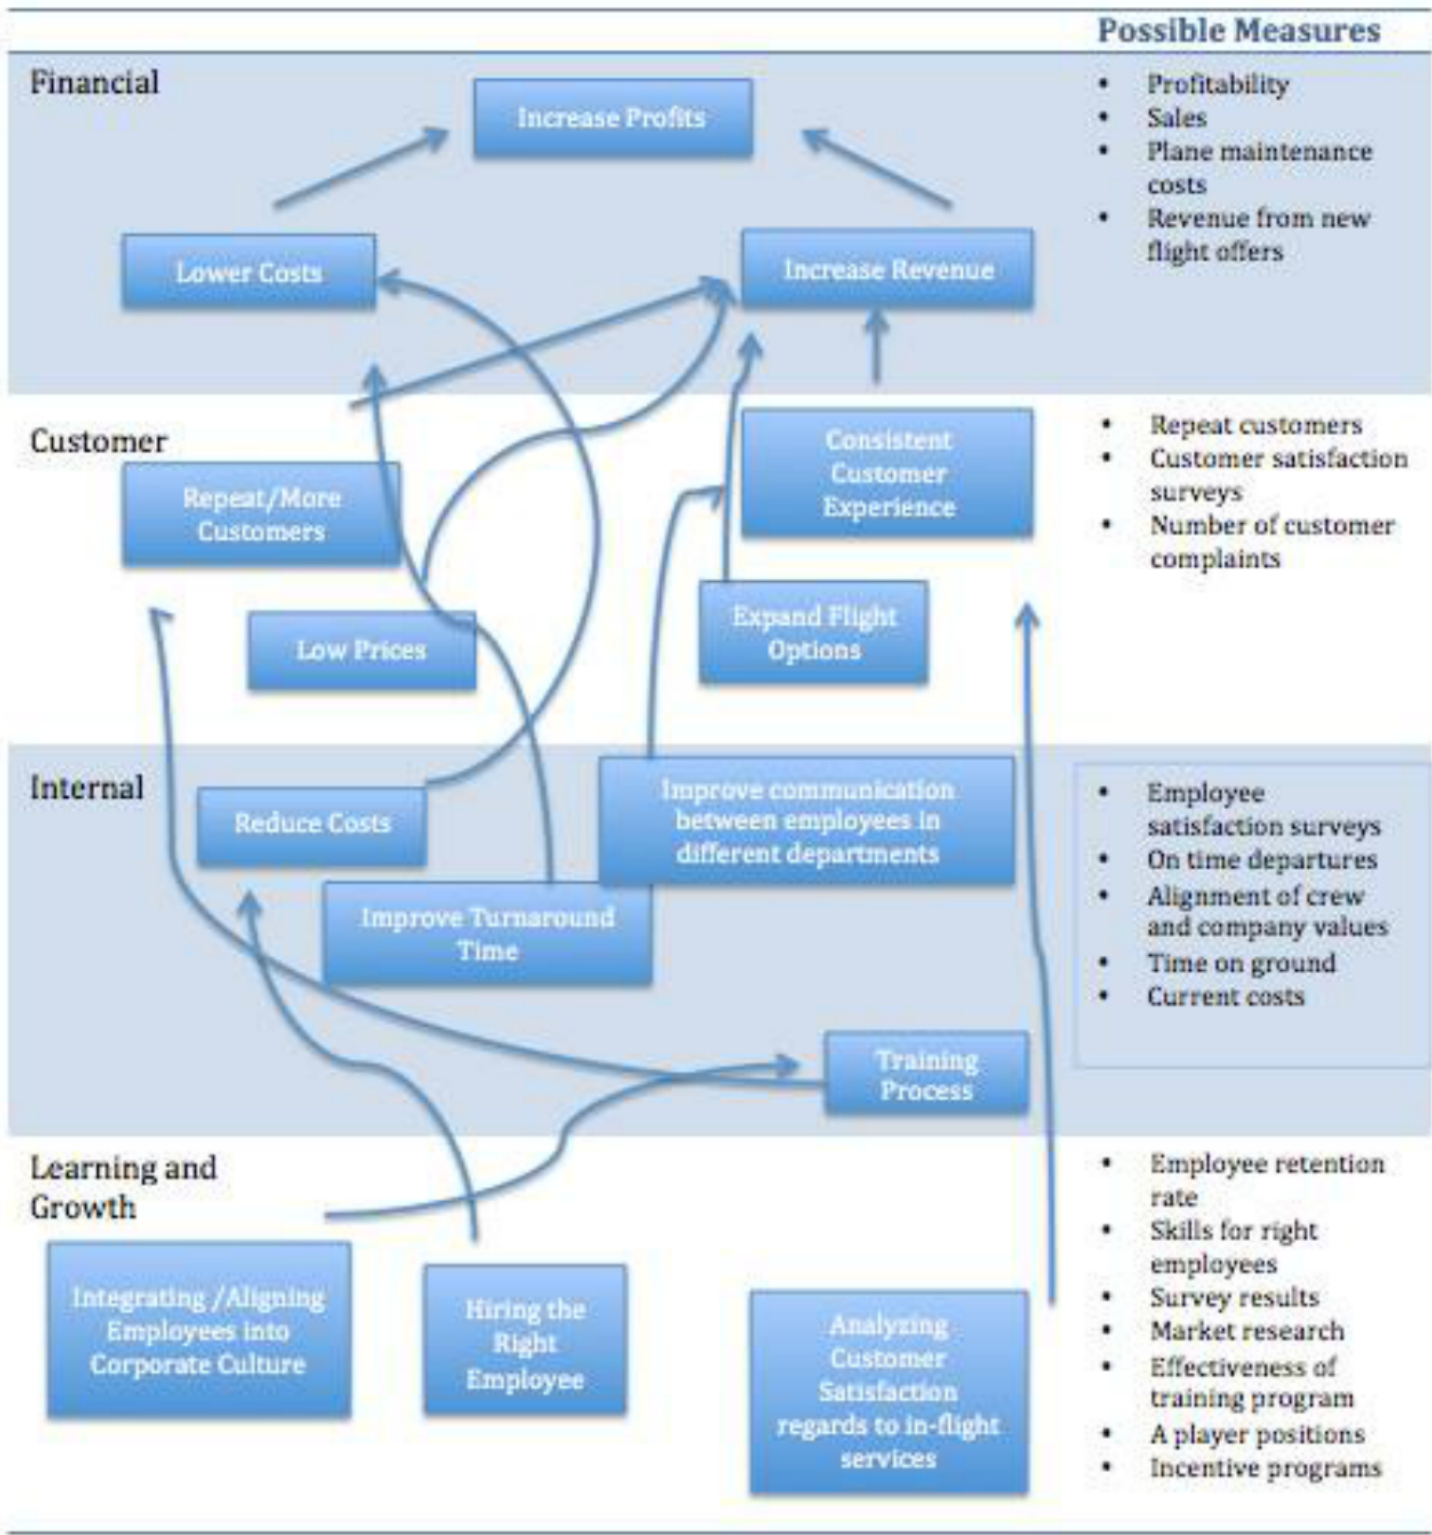 Possible Measures
Financial
Increase Profits
Lower Costs
Increase Revenue
• Profitability
• Sales
• Plane maintenance
costs
• Revenue from new
flight offers
Customer
Repeat/More
Customers
Low Prices
Consistent
Customer
Experience
Expand Flight
Options
• Repeat customers
• Customer satisfaction
surveys
• Number of customer
complaints
Internal
Reduce Costs
Improve communication
between employees in
different departments
Improve Turnaround
Time
Training
Process
• Employee
satisfaction surveys
• On time departures
• Alignment of crew
and company values
• Time on ground
• Current costs
Learning and
Growth
Integrating /Aligning
Employees into
Corporate Culture
Hiring the
Right
Employee
Analyzing
Customer
Satisfaction
regards to in-flight
services
• Employee retention
rate
• Skills for right
employees
• Survey results
• Market research
• Effectiveness of
training program
• A player positions
• Incentive programs